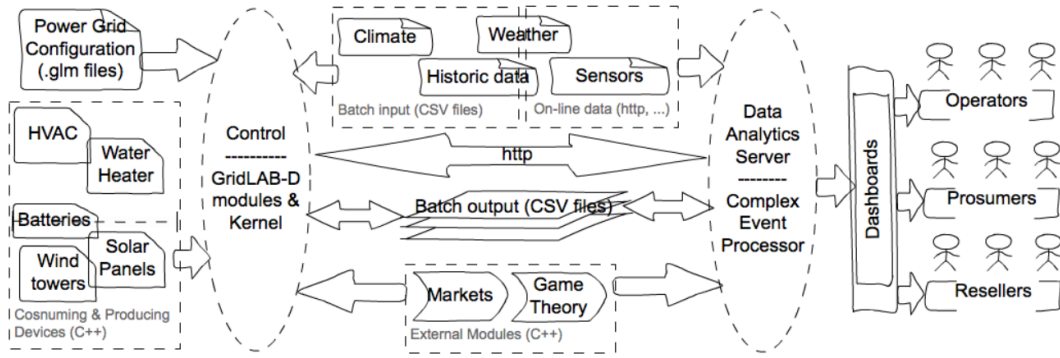 Power Grid
Configuration
(.glm files)
HVAC
Water
Heater
Batteries
Solar
Panels
Wind
towers
Cosnuming & Producing
Devices (C++)
Control
----------
GridLAB-D
modules &
Kernel
Climate
Weather
Historic data
Sensors
Batch input (CSV files)
On-line data (http, ...)
http
Batch output (CSV files)
Markets
Game
Theory
External Modules (C++)
Data
Analytics
Server
--------
Complex
Event
Processor
Dashboards
Operators
Prosumers
Resellers